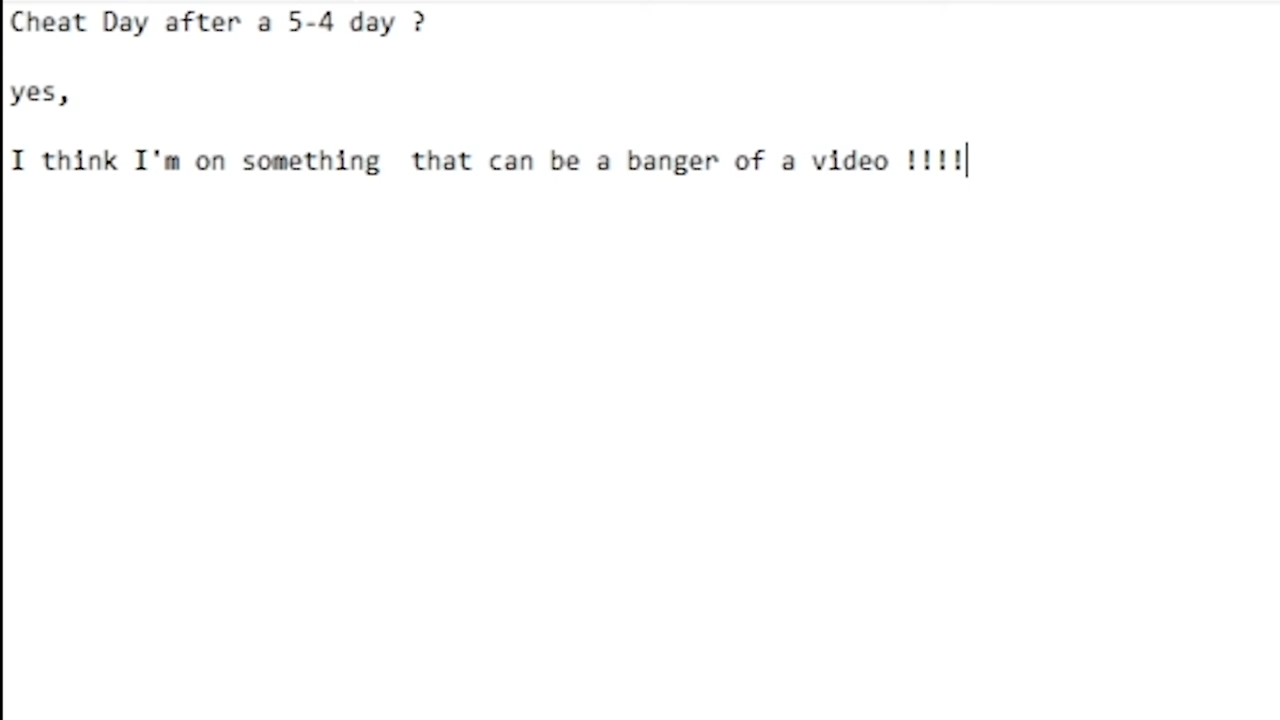 Cheat Day after a 5-4 day ?
yes,
I think I'm on something  that can be a banger of a video !!!!